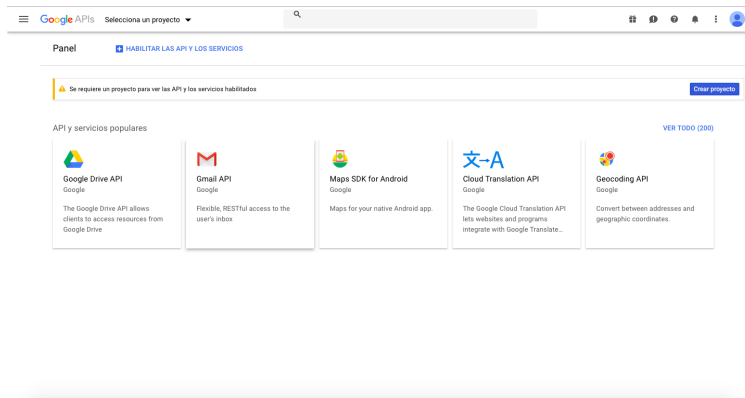 Google APIs Selecciona un proyecto
Panel HABILITAR LAS API Y LOS SERVICIOS
Se requiere un proyecto para ver las API y los servicios habilitados Crear proyecto
API y servicios populares VER TODO (200)
Google Drive API
Google
The Google Drive API allows
clients to access resources from
Google Drive
Gmail API
Google
Flexible, RESTful access to the
user's inbox
Maps SDK for Android
Google
Maps for your native Android app.
文→A
Cloud Translation API
Google
The Google Cloud Translation API
lets websites and programs
integrate with Google Translate...
Geocoding API
Google
Convert between addresses and
geographic coordinates.